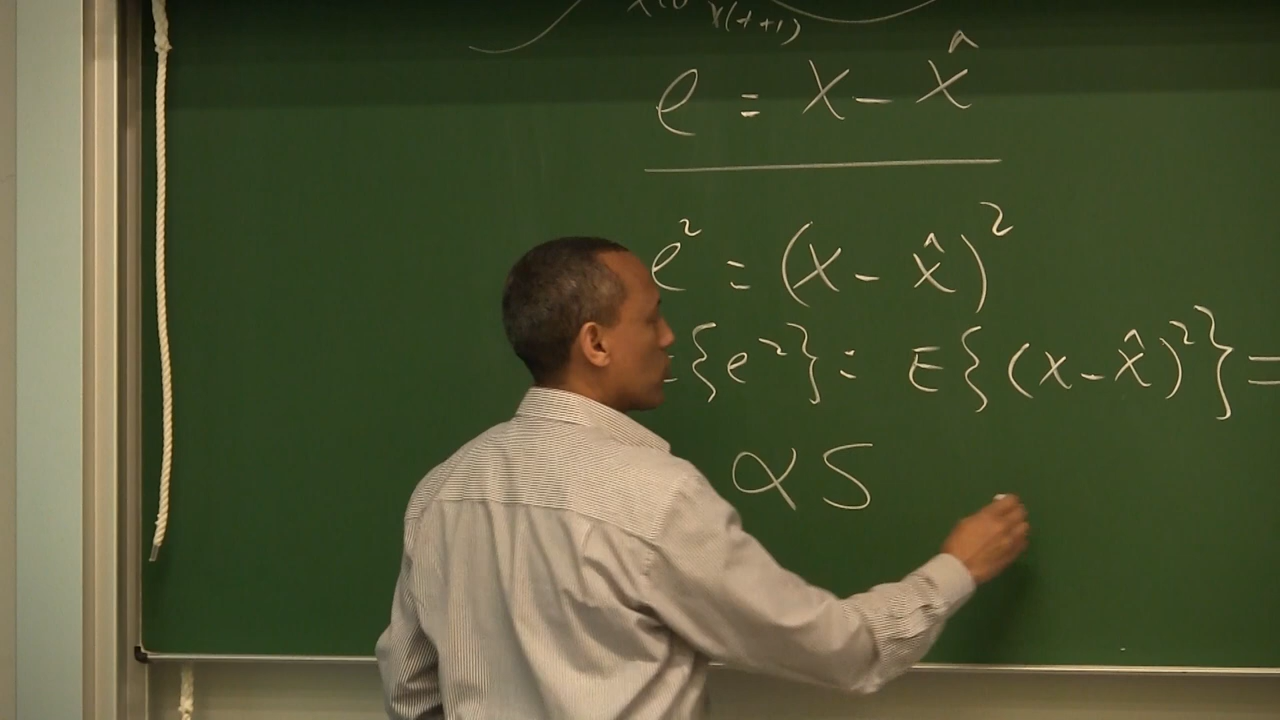 x(t+1)
e = x - x̂
e² = (x - x̂)²
{e²} = E{(x - x̂)²} =
α S